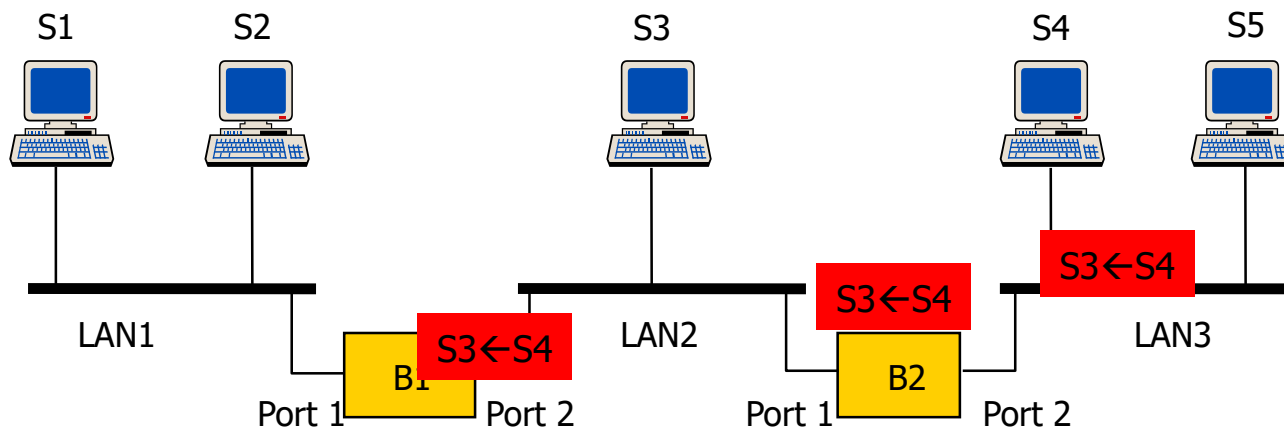 S1 S2 S3 S4 S5
S3←S4
S3←S4
LAN1 LAN2 LAN3
S3←S4
B1 B2
Port 1 Port 2 Port 1 Port 2